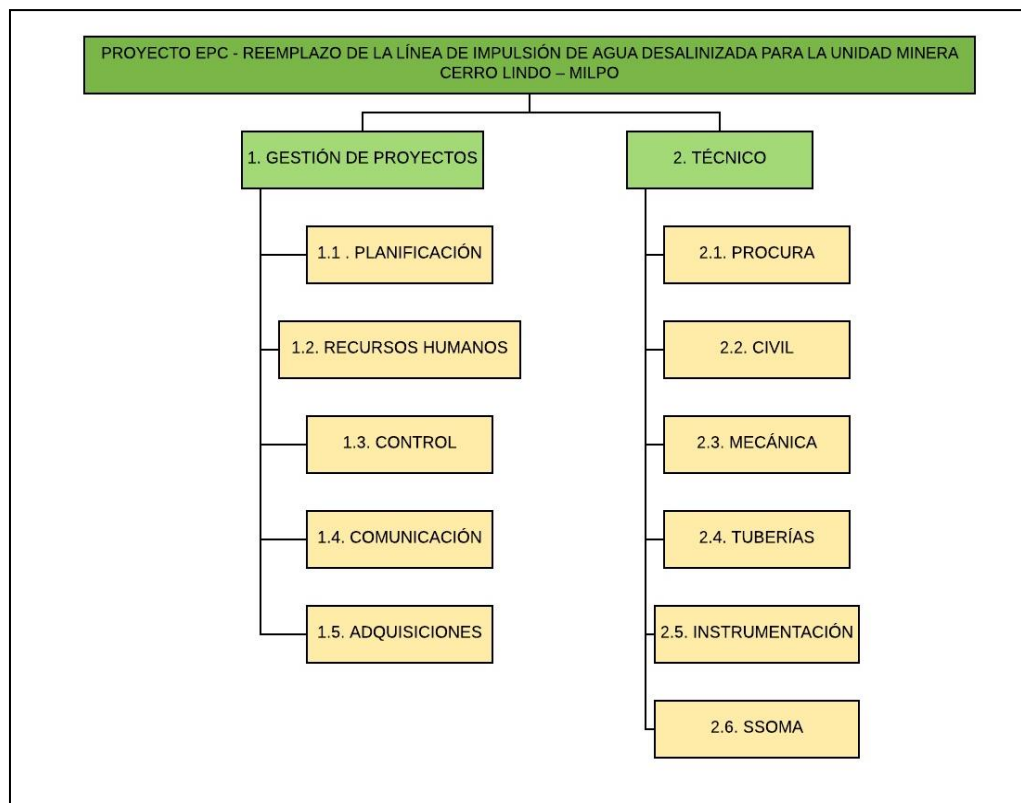 PROYECTO EPC - REEMPLAZO DE LA LÍNEA DE IMPULSIÓN DE AGUA DESALINIZADA PARA LA UNIDAD MINERA
CERRO LINDO – MILPO
1. GESTIÓN DE PROYECTOS
1.1 . PLANIFICACIÓN
1.2. RECURSOS HUMANOS
1.3. CONTROL
1.4. COMUNICACIÓN
1.5. ADQUISICIONES
2. TÉCNICO
2.1. PROCURA
2.2. CIVIL
2.3. MECÁNICA
2.4. TUBERÍAS
2.5. INSTRUMENTACIÓN
2.6. SSOMA